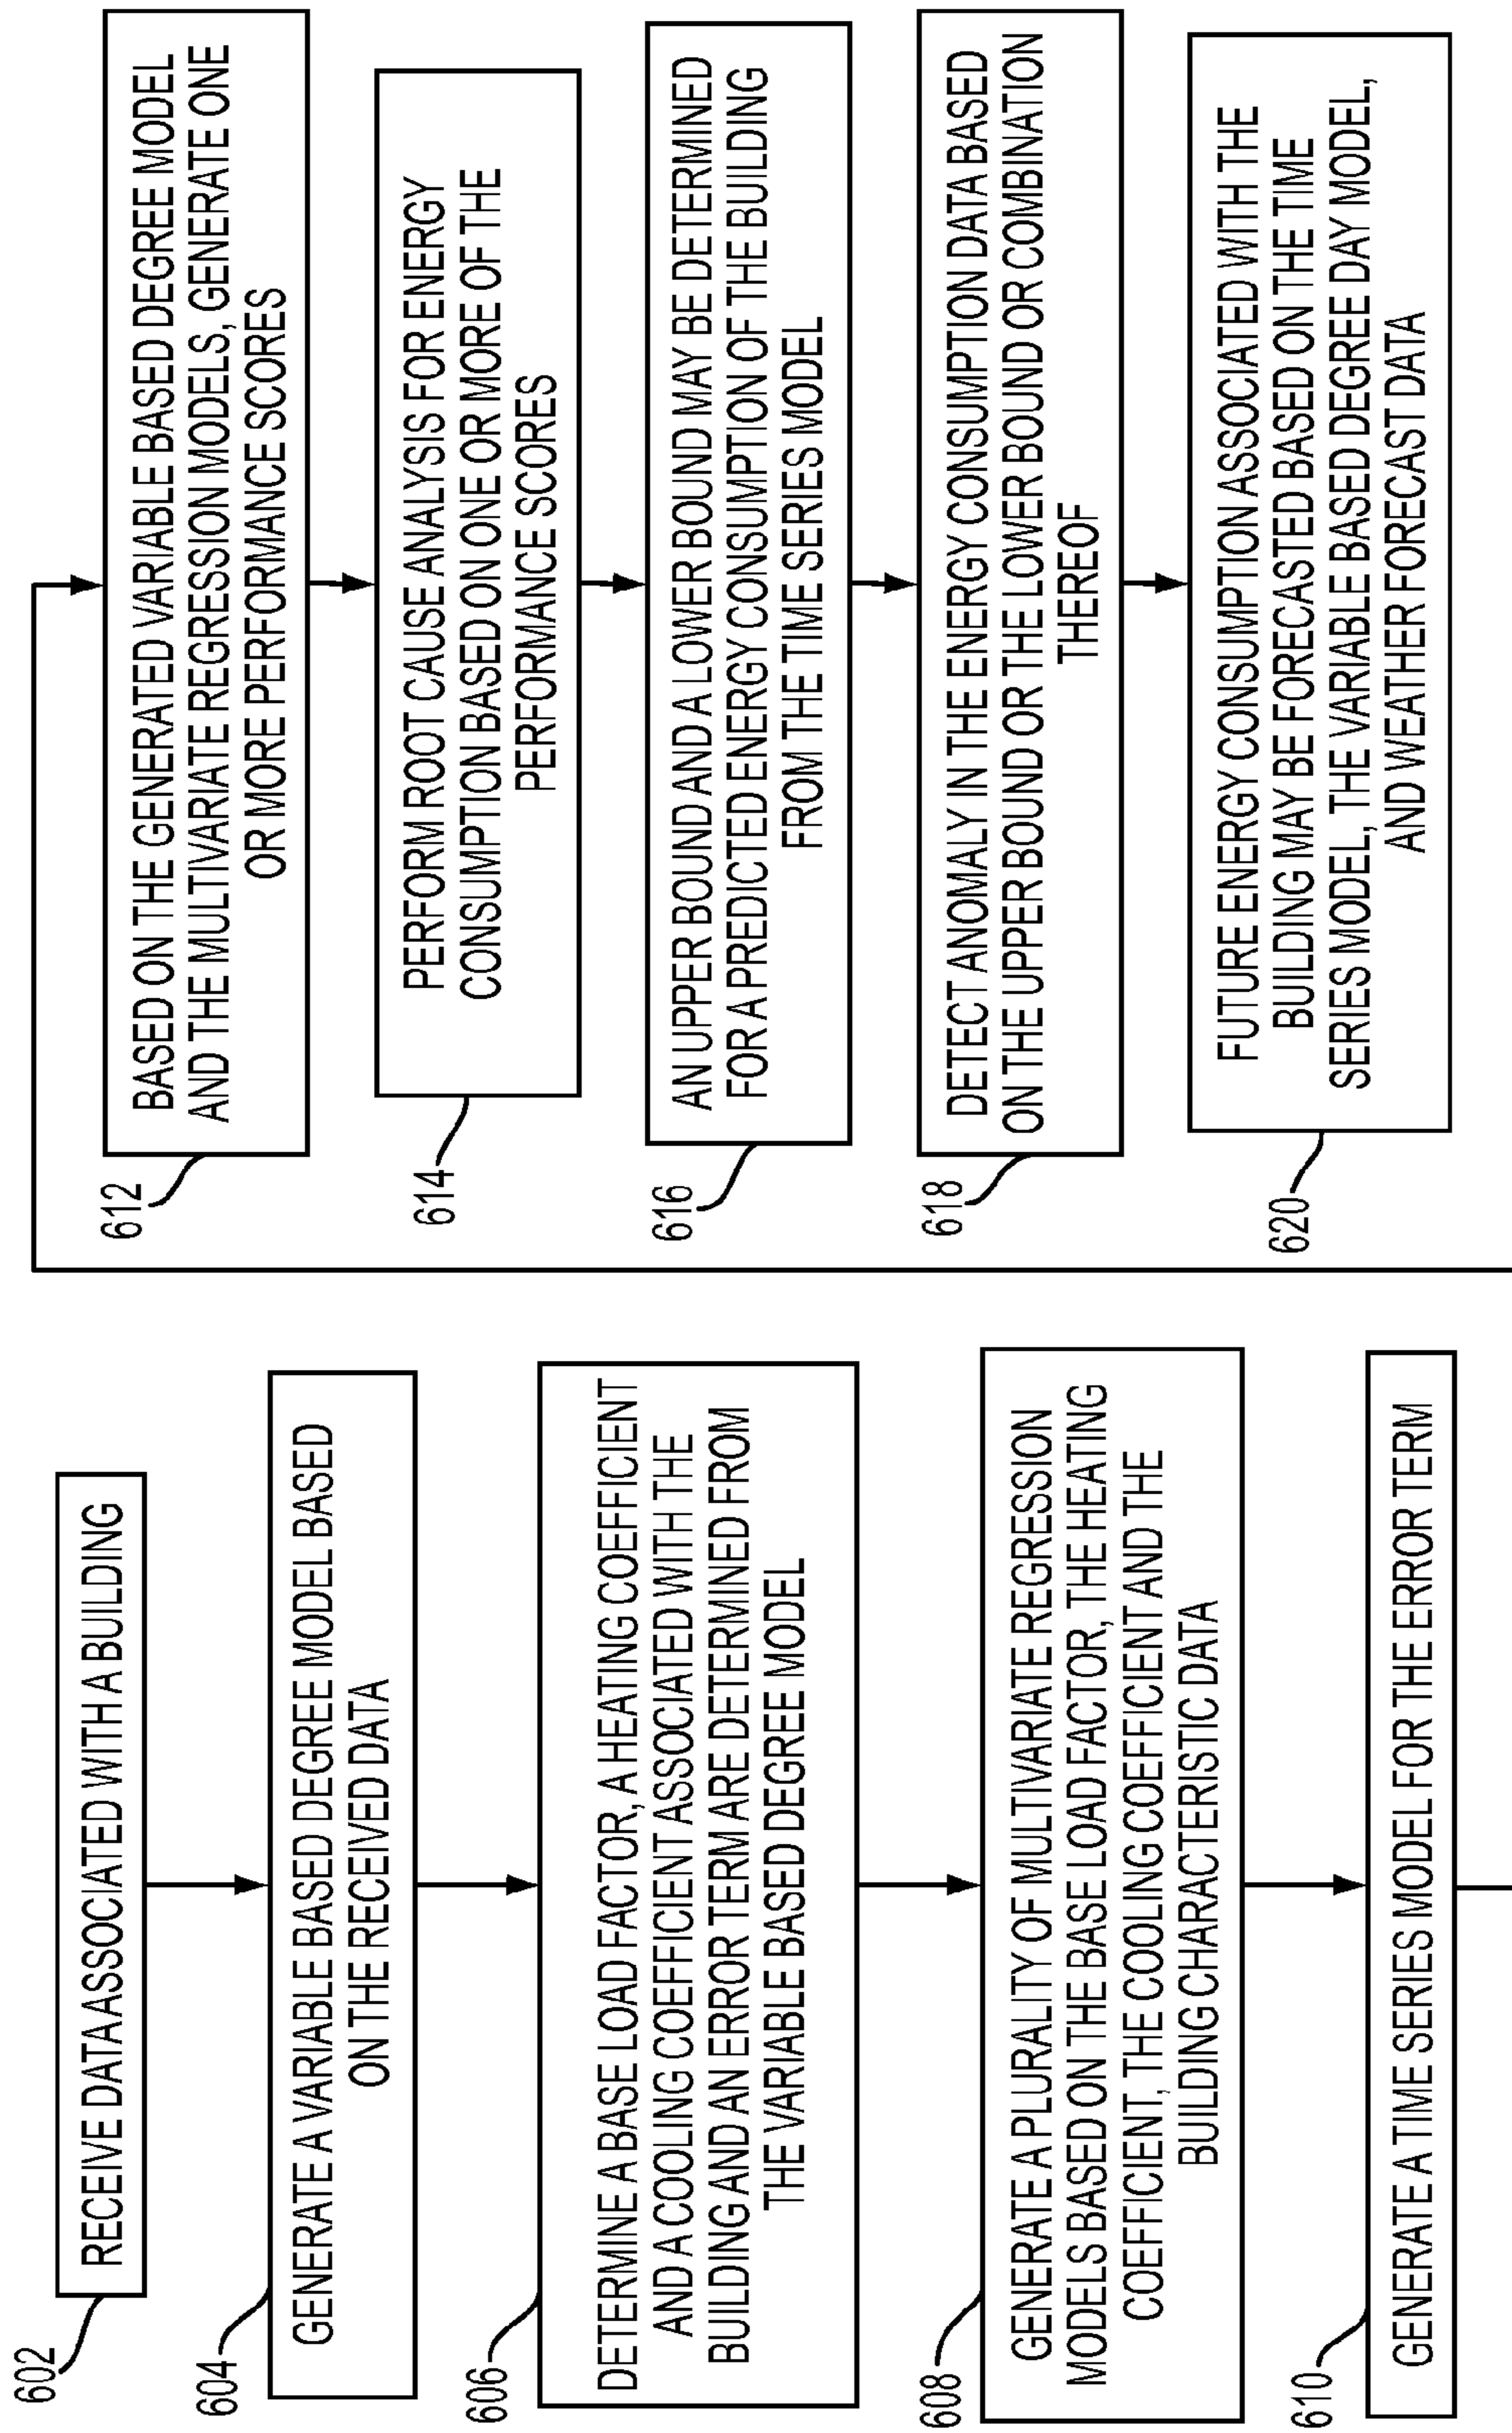 602
RECEIVE DATA ASSOCIATED WITH A BUILDING
604
GENERATE A VARIABLE BASED DEGREE MODEL BASED
ON THE RECEIVED DATA
606
DETERMINE A BASE LOAD FACTOR, A HEATING COEFFICIENT
AND A COOLING COEFFICIENT ASSOCIATED WITH THE
BUILDING AND AN ERROR TERM ARE DETERMINED FROM
THE VARIABLE BASED DEGREE MODEL
608
GENERATE A PLURALITY OF MULTIVARIATE REGRESSION
MODELS BASED ON THE BASE LOAD FACTOR, THE HEATING
COEFFICIENT, THE COOLING COEFFICIENT AND THE
BUILDING CHARACTERISTIC DATA
610
GENERATE A TIME SERIES MODEL FOR THE ERROR TERM
612
BASED ON THE GENERATED VARIABLE BASED DEGREE MODEL
AND THE MULTIVARIATE REGRESSION MODELS, GENERATE ONE
OR MORE PERFORMANCE SCORES
614
PERFORM ROOT CAUSE ANALYSIS FOR ENERGY
CONSUMPTION BASED ON ONE OR MORE OF THE
PERFORMANCE SCORES
616
AN UPPER BOUND AND A LOWER BOUND MAY BE DETERMINED
FOR A PREDICTED ENERGY CONSUMPTION OF THE BUILDING
FROM THE TIME SERIES MODEL
618
DETECT ANOMALY IN THE ENERGY CONSUMPTION DATA BASED
ON THE UPPER BOUND OR THE LOWER BOUND OR COMBINATION
THEREOF
620
FUTURE ENERGY CONSUMPTION ASSOCIATED WITH THE
BUILDING MAY BE FORECASTED BASED ON THE TIME
SERIES MODEL, THE VARIABLE BASED DEGREE DAY MODEL,
AND WEATHER FORECAST DATA